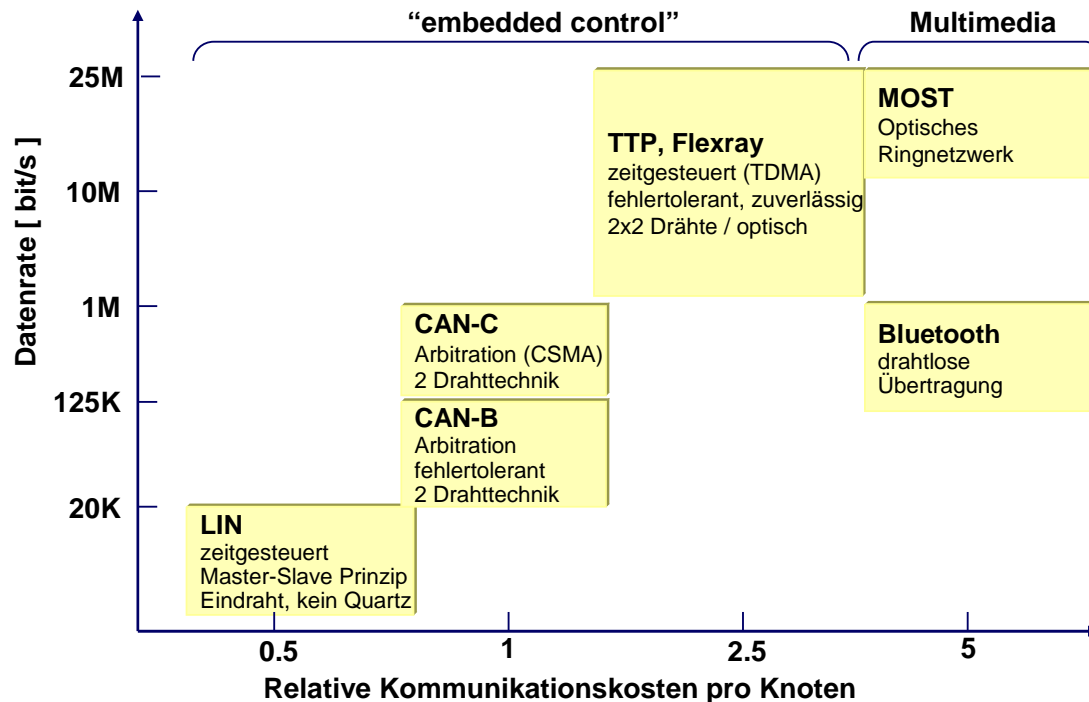 “embedded control”
Multimedia
Datenrate [ bit/s ]
25M
10M
1M
125K
20K
MOST
Optisches
Ringnetzwerk
TTP, Flexray
zeitgesteuert (TDMA)
fehlertolerant, zuverlässig
2x2 Drähte / optisch
CAN-C
Arbitration (CSMA)
2 Drahttechnik
Bluetooth
drahtlose
Übertragung
CAN-B
Arbitration
fehlertolerant
2 Drahttechnik
LIN
zeitgesteuert
Master-Slave Prinzip
Eindraht, kein Quartz
0.5
1
2.5
5
Relative Kommunikationskosten pro Knoten